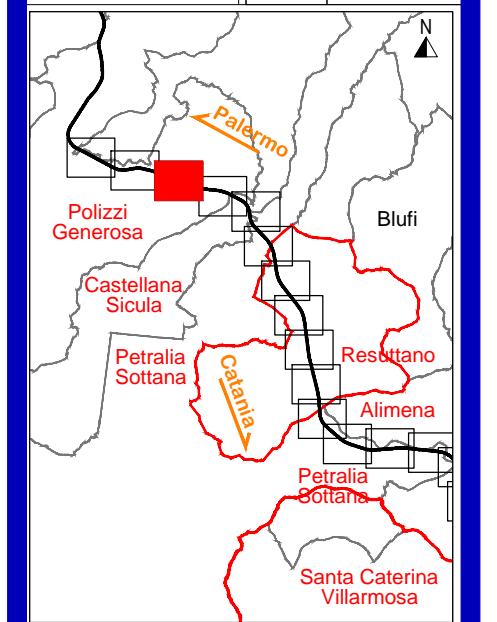 N
Palermo
Polizzi
Generosa
Blufi
Castellana
Sicula
Petralia
Sottana
Resuttano
Catania
Alimena
Petralia
Sottana
Santa Caterina
Villarmosa